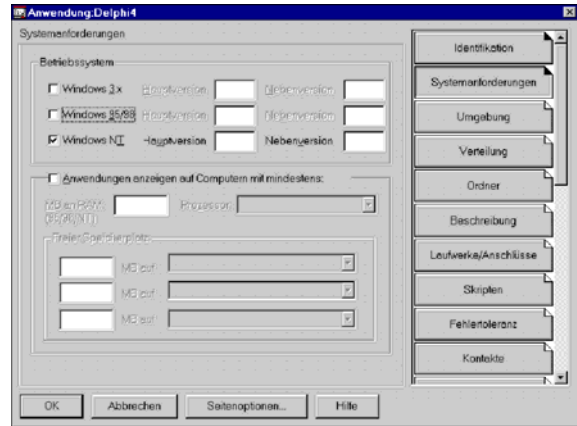 Anwendung:Delphi4
Systemanforderungen
Betriebssystem
Windows 3x Hauptversion Nebenversion
Windows 95/98 Hauptversion Nebenversion
Windows NT Hauptversion Nebenversion
Anwendungen anzeigen auf Computern mit mindestens:
MB an RAM: Prozessor:
(95/98, NT)
Freier Speicherplatz
MB auf:
MB auf:
MB auf:
OK Abbrechen Seitenoptionen... Hilfe
Identifikation
Systemanforderungen
Umgebung
Verteilung
Ordner
Beschreibung
Laufwerke/Anschlüsse
Skripten
Fehlertoleranz
Kontakte